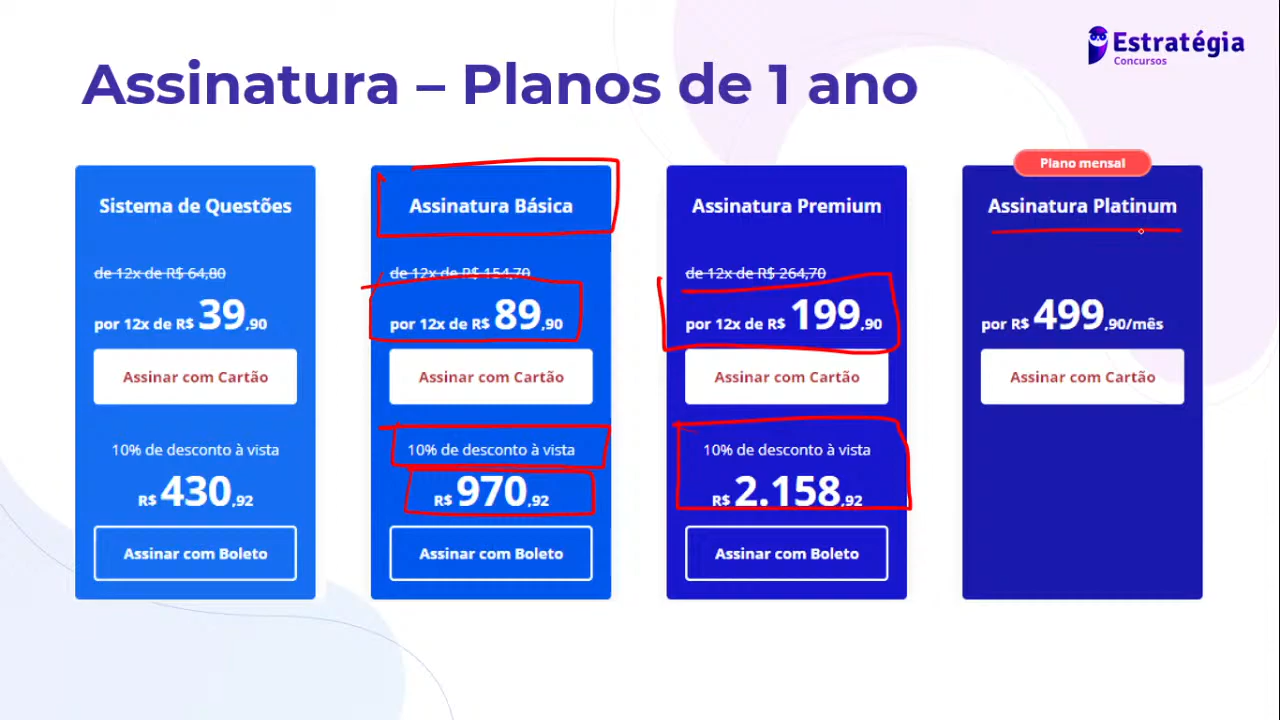 Estratégia
Concursos
Assinatura – Planos de 1 ano
Sistema de Questões
de 12x de R$ 64,80
por 12x de R$ 39,90
Assinar com Cartão
10% de desconto à vista
R$ 430,92
Assinar com Boleto
Assinatura Básica
de 12x de R$ 154,70
por 12x de R$ 89,90
Assinar com Cartão
10% de desconto à vista
R$ 970,92
Assinar com Boleto
Assinatura Premium
de 12x de R$ 264,70
por 12x de R$ 199,90
Assinar com Cartão
10% de desconto à vista
R$ 2.158,92
Assinar com Boleto
Plano mensal
Assinatura Platinum
por R$ 499,90/mês
Assinar com Cartão